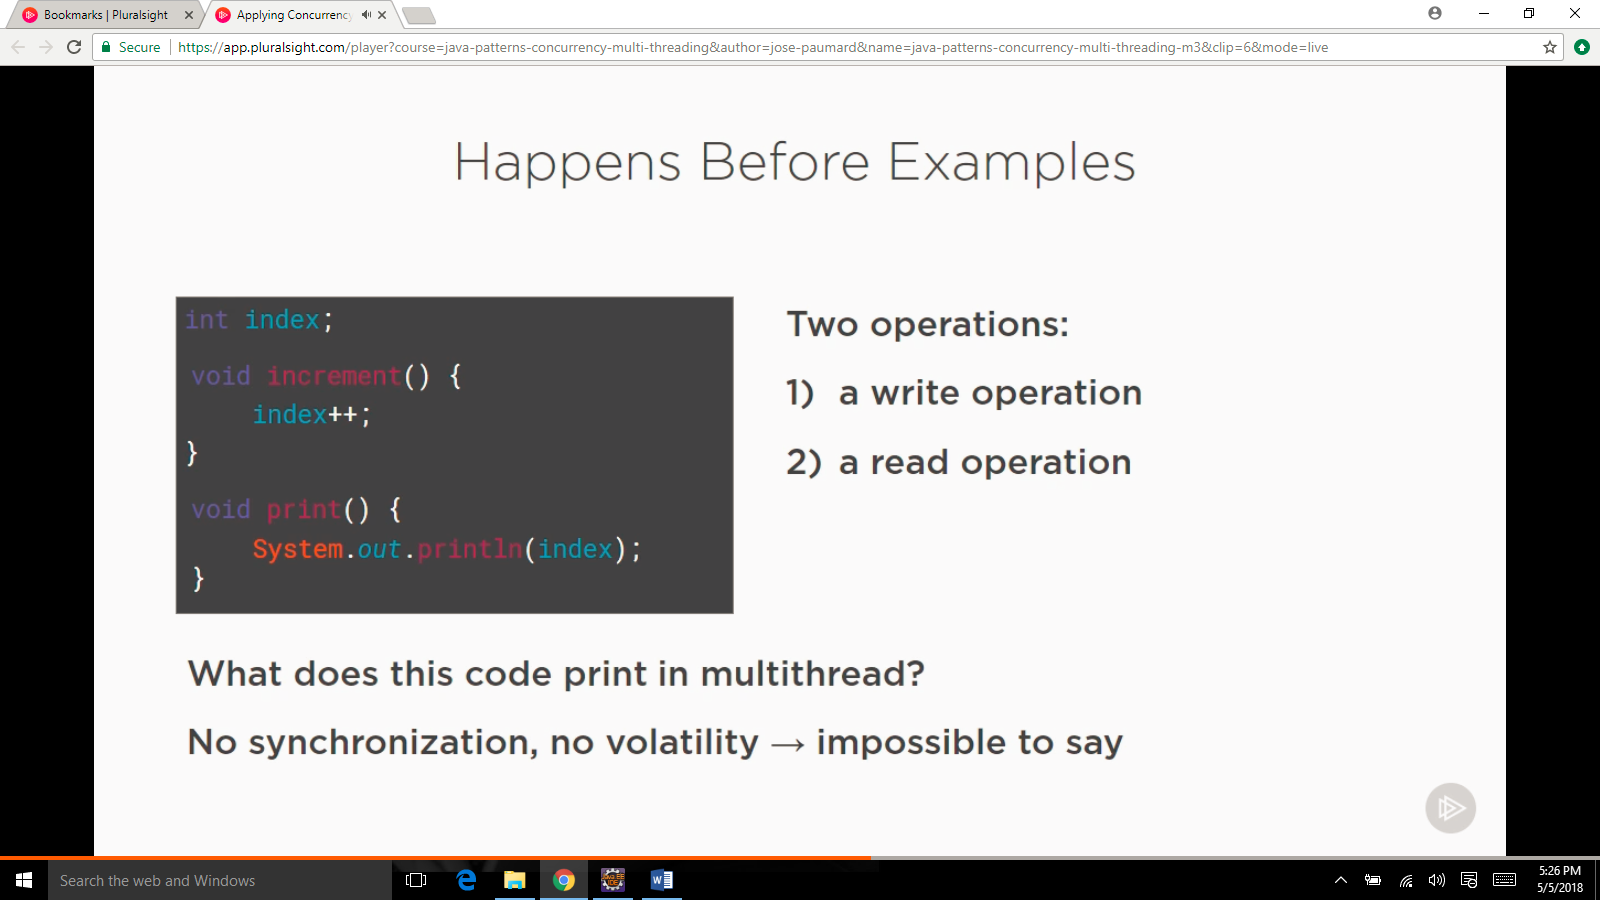 Bookmarks | Pluralsight
Applying Concurrency
Secure
https://app.pluralsight.com/player?course=java-patterns-concurrency-multi-threading&author=jose-paumard&name=java-patterns-concurrency-multi-threading-m3&clip=6&mode=live
Happens Before Examples
int index;
void increment() {
index++;
}
void print() {
System.out.println(index);
}
Two operations:
1) a write operation
2) a read operation
What does this code print in multithread?
No synchronization, no volatility → impossible to say
Search the web and Windows
5:26 PM
5/5/2018